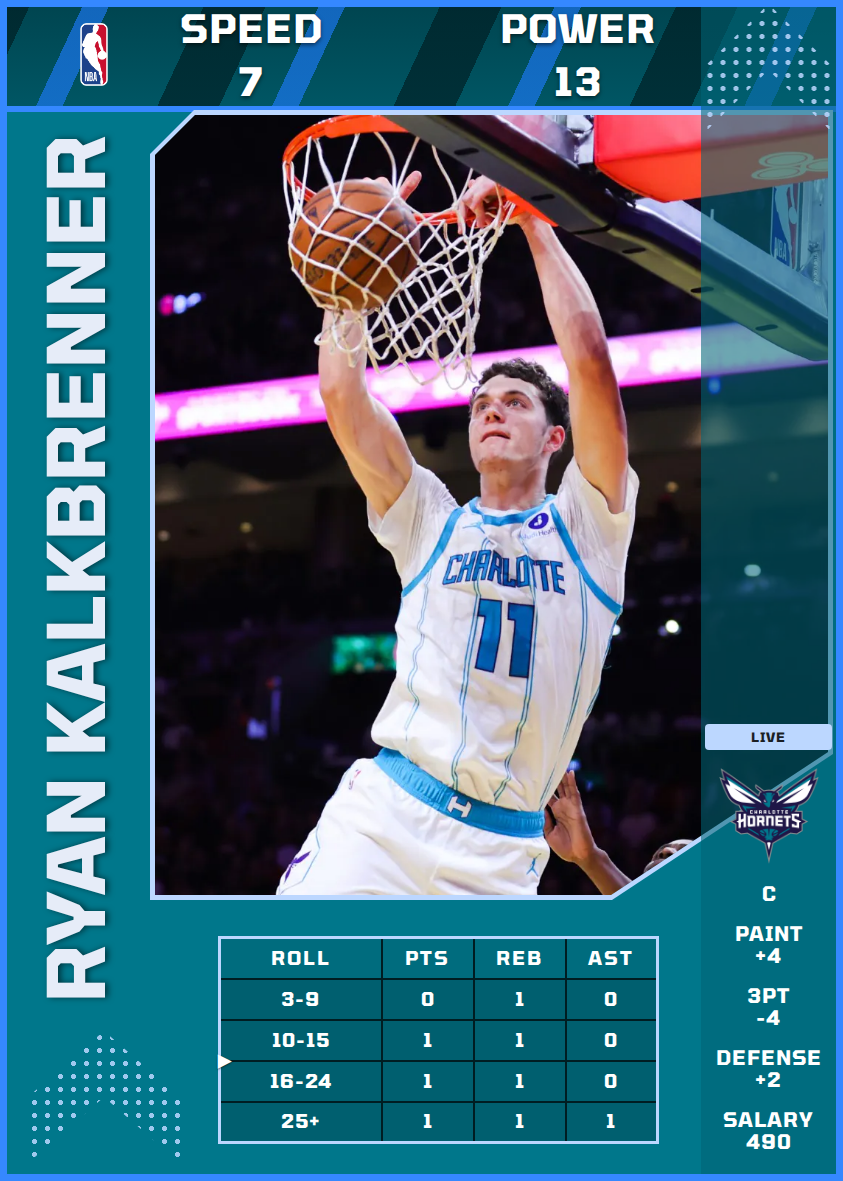 SPEED POWER
7 13
NBA
RYAN KALKBRENNER
CHARLOTTE
11
LIVE
CHARLOTTE
HORNETS
C
PAINT
+4
3PT
-4
DEFENSE
+2
SALARY
490
ROLL PTS REB AST
3-9 0 1 0
10-15 1 1 0
16-24 1 1 0
25+ 1 1 1